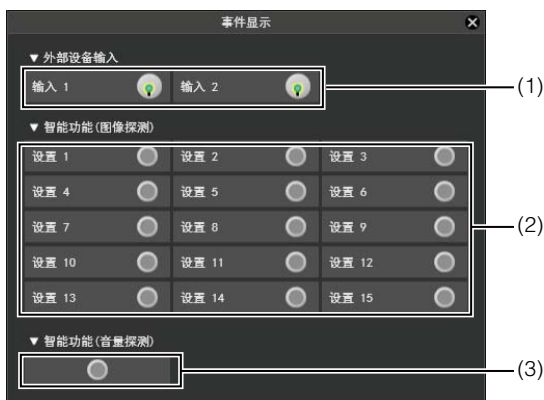 事件显示
▼ 外部设备输入
输入 1 输入 2 (1)
▼ 智能功能(图像探测)
设置 1 设置 2 设置 3
设置 4 设置 5 设置 6
设置 7 设置 8 设置 9 (2)
设置 10 设置 11 设置 12
设置 13 设置 14 设置 15
▼ 智能功能(音量探测)
(3)